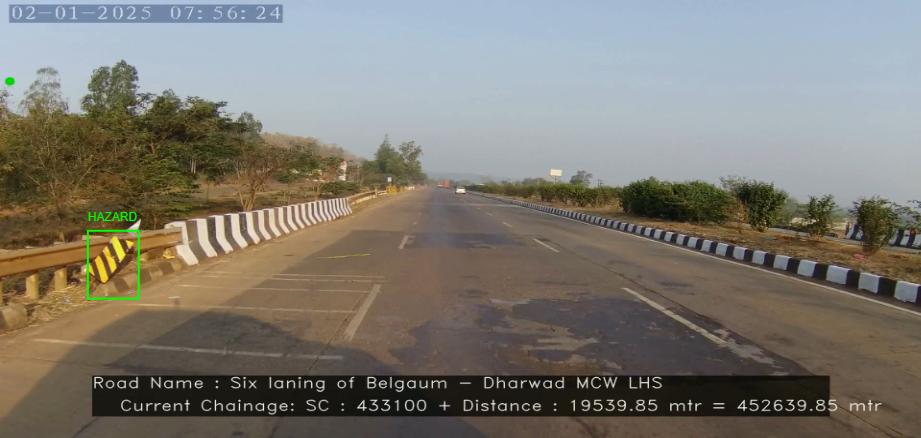 02-01-2025 07:56:24
HAZARD
Road Name : Six laning of Belgaum - Dharwad MCW LHS
Current Chainage: SC : 433100 + Distance : 19539.85 mtr = 452639.85 mtr